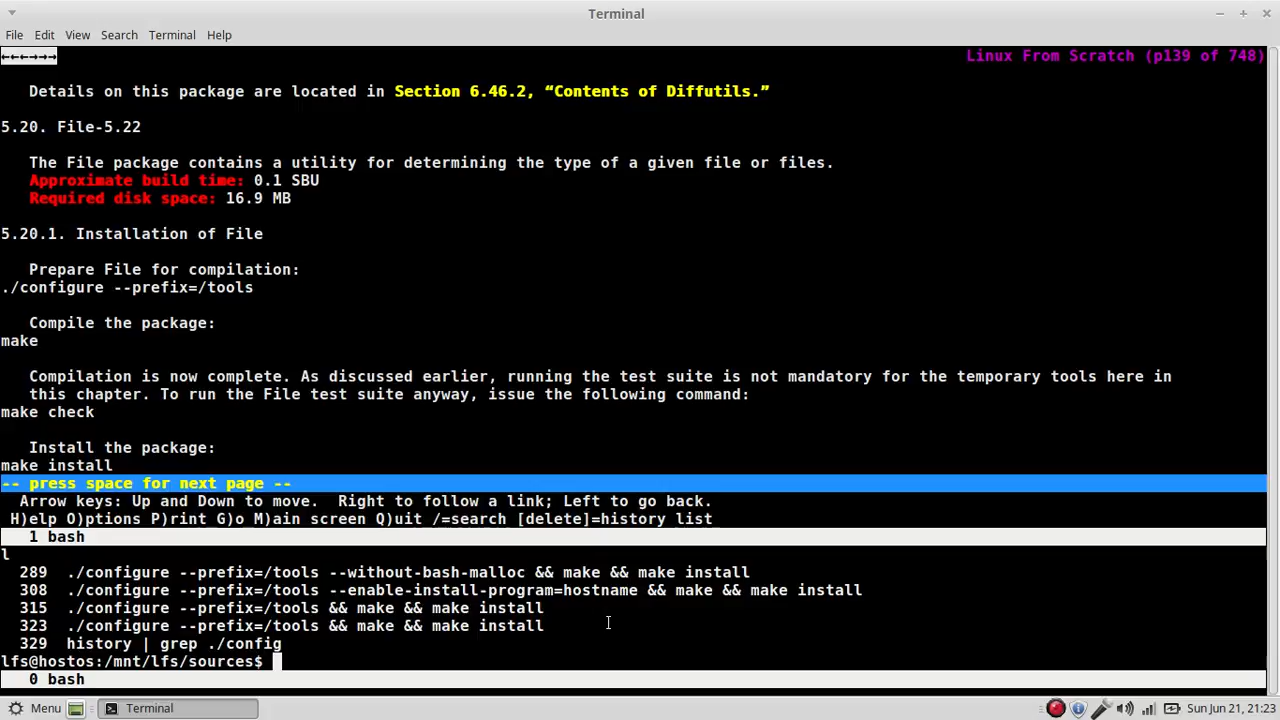 Terminal
File Edit View Search Terminal Help
←←←→→→ Linux From Scratch (p139 of 748)
Details on this package are located in Section 6.46.2, “Contents of Diffutils.”
5.20. File-5.22
The File package contains a utility for determining the type of a given file or files.
Approximate build time: 0.1 SBU
Required disk space: 16.9 MB
5.20.1. Installation of File
Prepare File for compilation:
./configure --prefix=/tools
Compile the package:
make
Compilation is now complete. As discussed earlier, running the test suite is not mandatory for the temporary tools here in
this chapter. To run the File test suite anyway, issue the following command:
make check
Install the package:
make install
-- press space for next page --
Arrow keys: Up and Down to move. Right to follow a link; Left to go back.
H)elp O)ptions P)rint G)o M)ain screen Q)uit /=search [delete]=history list
1 bash
l
289 ./configure --prefix=/tools --without-bash-malloc && make && make install
308 ./configure --prefix=/tools --enable-install-program=hostname && make && make install
315 ./configure --prefix=/tools && make && make install
323 ./configure --prefix=/tools && make && make install
329 history | grep ./config
lfs@hostos:/mnt/lfs/sources$
0 bash
Menu Terminal Sun Jun 21, 21:23